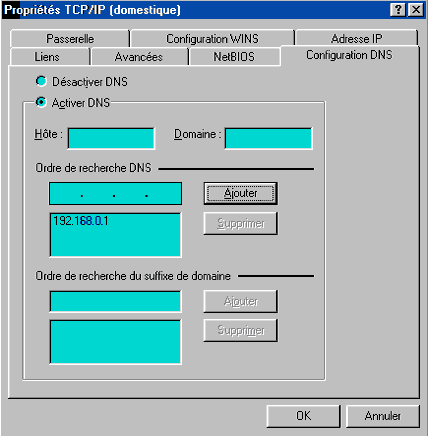 Propriétés TCP/IP (domestique)
Passerelle Configuration WINS Adresse IP
Liens Avancées NetBIOS Configuration DNS
Désactiver DNS
Activer DNS
Hôte : Domaine :
Ordre de recherche DNS
. . . Ajouter
192.168.0.1 Supprimer
Ordre de recherche du suffixe de domaine
Ajouter
Supprimer
OK Annuler